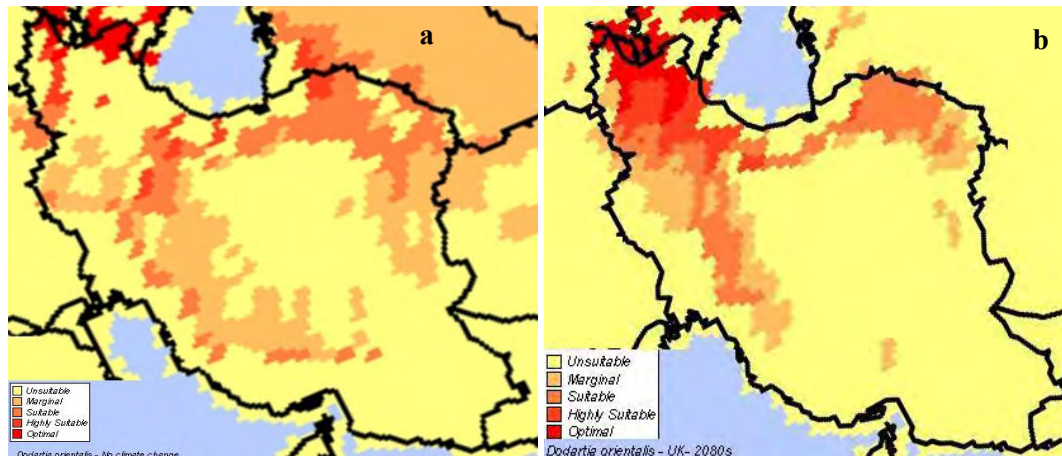 a
b
Unsuitable
Marginal
Suitable
Highly Suitable
Optimal
Dodartia orientalis - No climate change
Unsuitable
Marginal
Suitable
Highly Suitable
Optimal
Dodartia orientalis - UK- 2080s